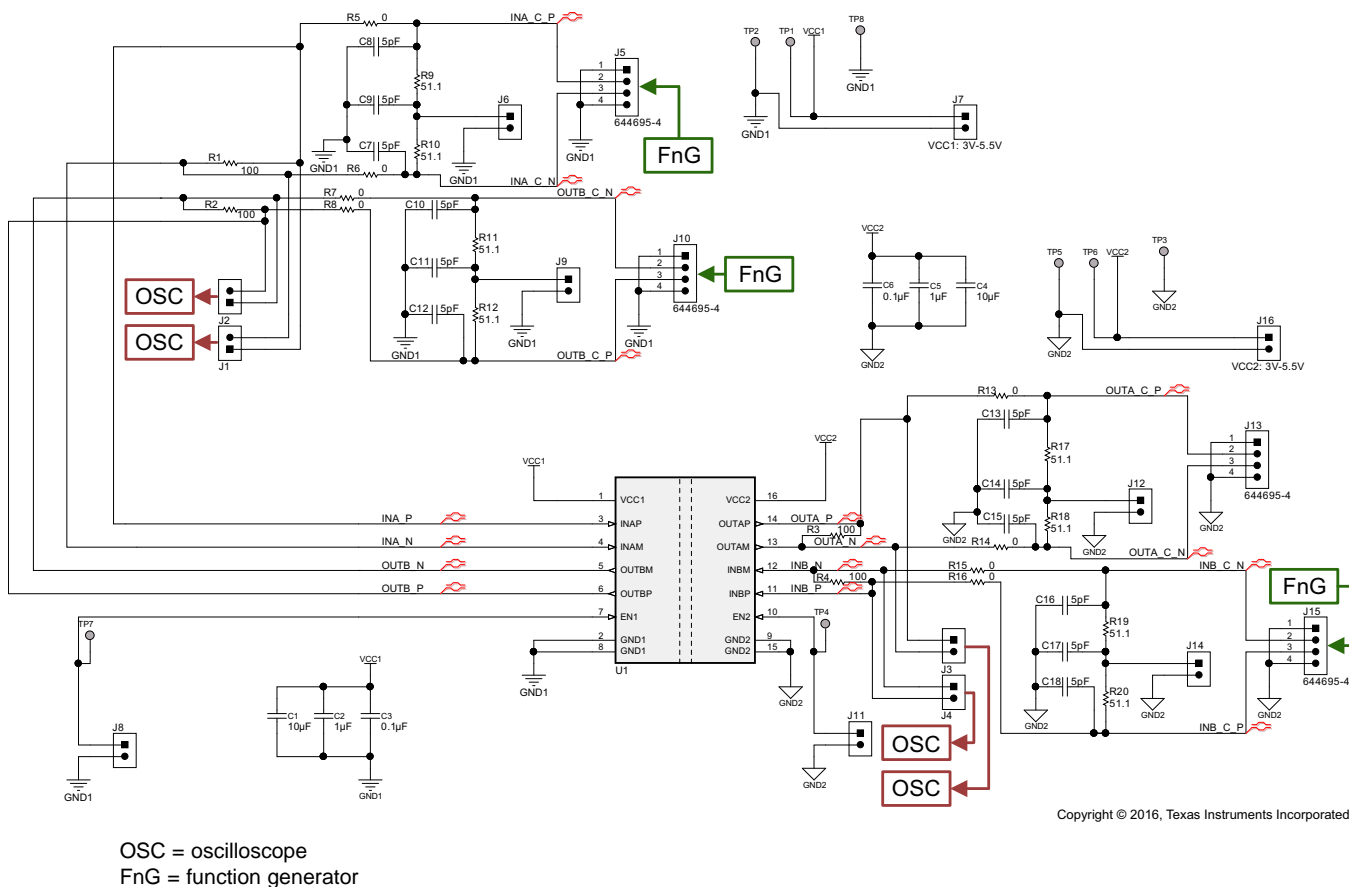 R5 0 INA_C_P
C8 5pF
R9
51.1
C9 5pF
J6
R10
51.1
C7 5pF
GND1
GND1
R1
100
R6 0 INA_C_N
J5
1
2
3
4
644695-4
GND1
FnG
TP2 TP1 VCC1 TP8
GND1
GND1
J7
VCC1: 3V-5.5V
R7 0 OUTB_C_N
R2 100 R8 0
C10 5pF
R11
51.1
C11 5pF
J9
R12
51.1
C12 5pF
GND1
GND1
OUTB_C_P
J10
1
2
3
4
644695-4
GND1
FnG
OSC
J2
OSC
J1
VCC2
C6
0.1µF
C5
1µF
C4
10µF
GND2
TP5 TP6 VCC2 TP3
GND2
GND2
J16
VCC2: 3V-5.5V
R13 0 OUTA_C_P
C13 5pF
R17
51.1
C14 5pF
J12
C15 5pF
R18
51.1
GND2
GND2
R14 0 OUTA_C_N
J13
1
2
3
4
644695-4
GND2
VCC1
VCC2
1 VCC1 VCC2 16
INA_P 3 INAP OUTAP 14 OUTA_P
R3 100
INA_N 4 INAM OUTAM 13 OUTA_N
OUTB_N 5 OUTBM INBM 12 INB_N
R4 100
OUTB_P 6 OUTBP INBP 11 INB_P
7 EN1 EN2 10
2 GND1 GND2 9
8 GND1 GND2 15
U1
GND1
GND2
TP4
TP7
R15 0 INB_C_N
R16 0
C16 5pF
R19
51.1
C17 5pF
J14
C18 5pF
R20
51.1
GND2
GND2
INB_C_P
FnG
J15
1
2
3
4
644695-4
GND2
J3
J4
J11
GND2
OSC
OSC
J8
GND1
VCC1
C1
10µF
C2
1µF
C3
0.1µF
GND1
Copyright © 2016, Texas Instruments Incorporated
OSC = oscilloscope
FnG = function generator